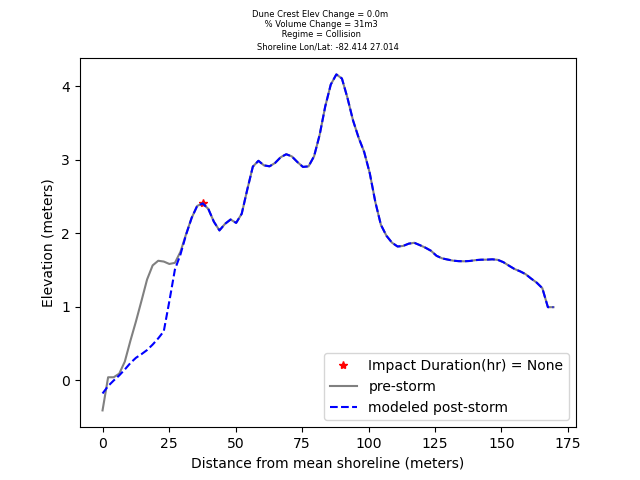 Dune Crest Elev Change = 0.0m
% Volume Change = 31m3
Regime = Collision
Shoreline Lon/Lat: -82.414 27.014
4
3
2
1
0
Elevation (meters)
Impact Duration(hr) = None
pre-storm
modeled post-storm
0 25 50 75 100 125 150 175
Distance from mean shoreline (meters)